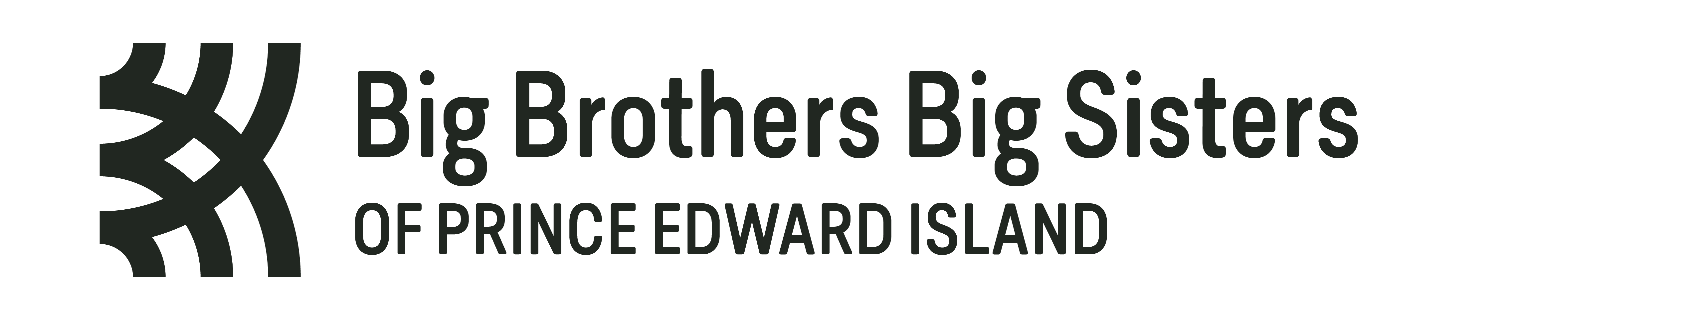 Big Brothers Big Sisters
OF PRINCE EDWARD ISLAND